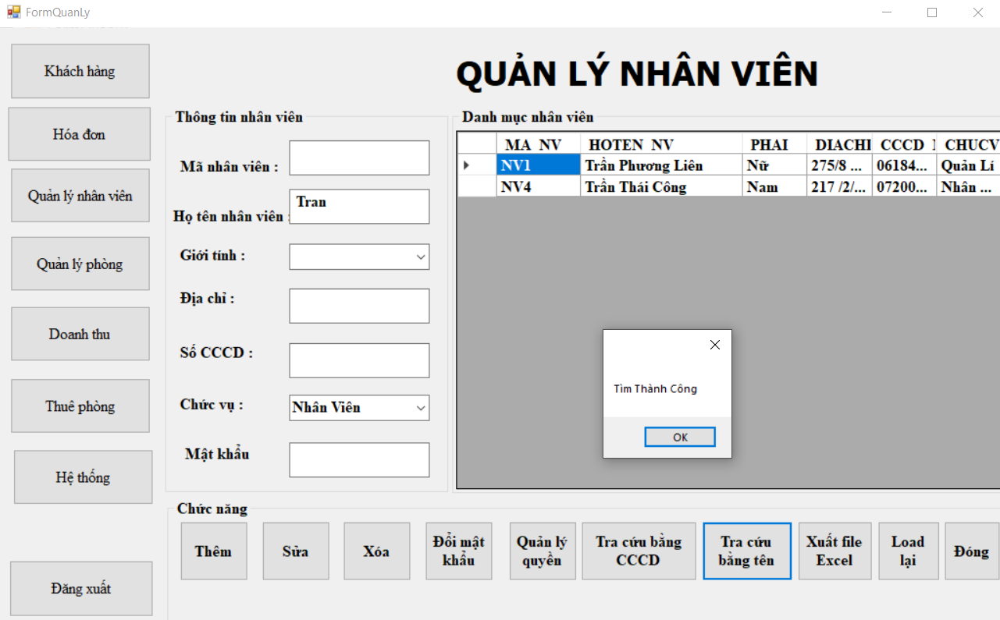 FormQuanLy
Khách hàng
Hóa đơn
Quản lý nhân viên
Quản lý phòng
Doanh thu
Thuê phòng
Hệ thống
Đăng xuất
QUẢN LÝ NHÂN VIÊN
Thông tin nhân viên
Mã nhân viên :
Họ tên nhân viên :
Tran
Giới tính :
Địa chỉ :
Số CCCD :
Chức vụ :
Nhân Viên
Mật khẩu
Danh mục nhân viên
MA_NV HOTEN_NV PHAI DIACHI CCCD CHUCV
NV1 Trần Phương Liên Nữ 275/8 ... 06184... Quản Lí
NV4 Trần Thái Công Nam 217 /2/... 07200... Nhân ...
Tìm Thành Công
OK
Chức năng
Thêm
Sửa
Xóa
Đổi mật
khẩu
Quản lý
quyền
Tra cứu bằng
CCCD
Tra cứu
bằng tên
Xuất file
Excel
Load
lại
Đóng